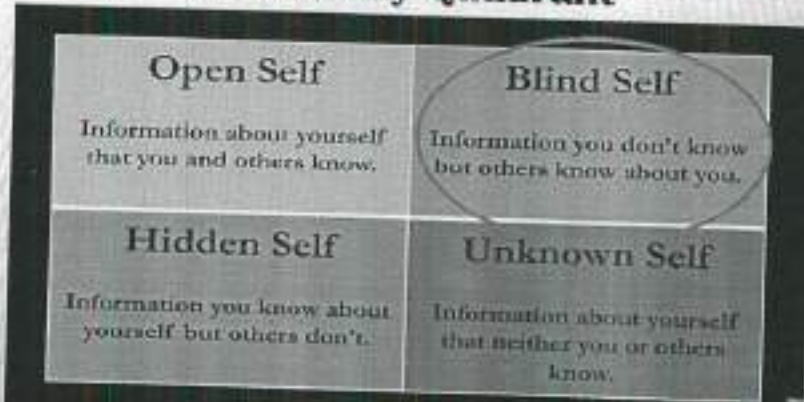 Open Self
Information about yourself
that you and others know.
Blind Self
Information you don't know
but others know about you.
Hidden Self
Information you know about
yourself but others don't.
Unknown Self
Information about yourself
that neither you or others
know.